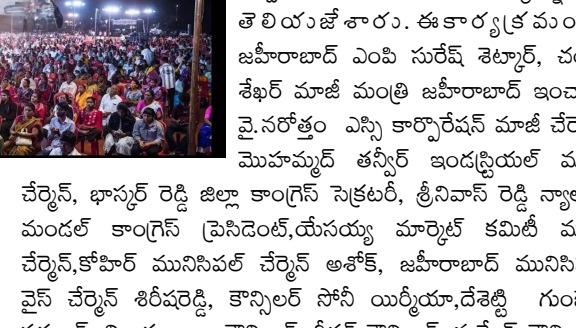 తెలియజేశారు. ఈ కార్యక్రమం
జహీరాబాద్ ఎంపి సురేష్ శెట్కార్, చం
శేఖర్ మాజీ మంత్రి జహీరాబాద్ ఇంచా
వై.నరోత్తం ఎస్సి కార్పొరేషన్ మాజీ చేర్
మొహమ్మద్ తన్వీర్ ఇండస్ట్రియల్ మ
చేర్మెన్, భాస్కర్ రెడ్డి జిల్లా కాంగ్రెస్ సెక్రటరీ, శ్రీనివాస్ రెడ్డి న్యాల
మండల్ కాంగ్రెస్ ప్రెసిడెంట్,యేసయ్య మార్కెట్ కమిటీ మ
చేర్మెన్,కోహిర్ మునిసిపల్ చేర్మెన్ అశోక్, జహీరాబాద్ మునిసి
వైస్ చేర్మెన్ శిరీషరెడ్డి, కౌన్సిలర్ సోనీ యిర్మీయా,దేశెట్టి గుం